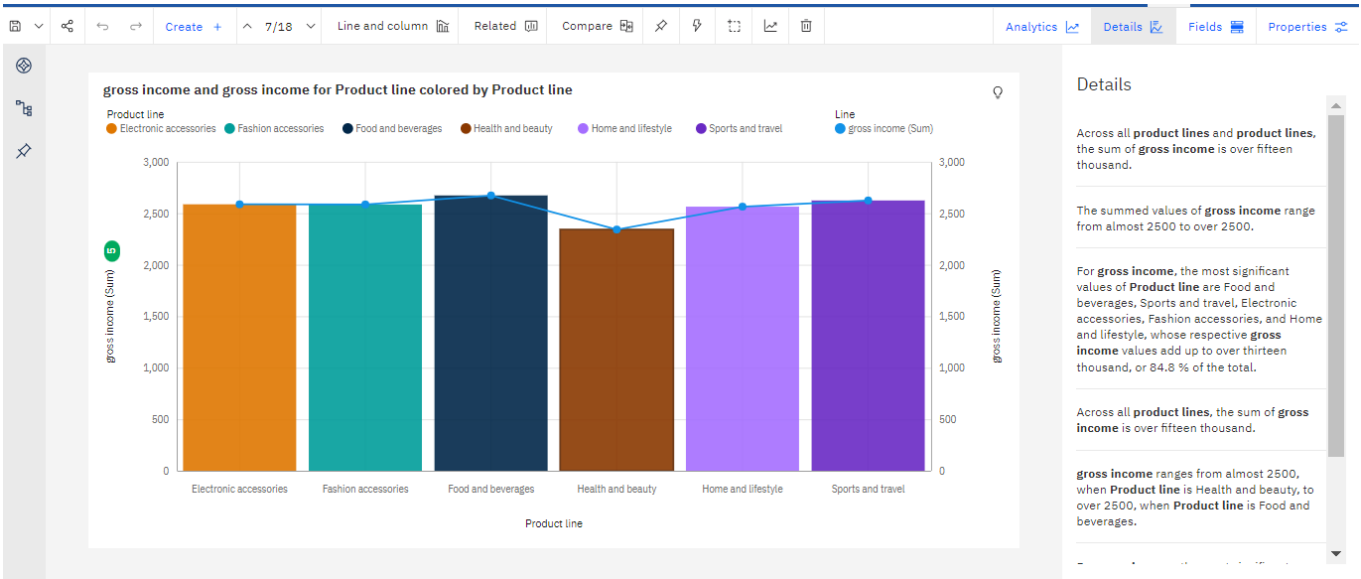 Create + 7/18 Line and column Related Compare Analytics Details Fields Properties
gross income and gross income for Product line colored by Product line
Product line
Electronic accessories Fashion accessories Food and beverages Health and beauty Home and lifestyle Sports and travel
Line
gross income (Sum)
3,000
2,500
2,000
1,500
1,000
500
0
gross income (Sum)
5
3,000
2,500
2,000
1,500
1,000
500
0
gross income (Sum)
Electronic accessories Fashion accessories Food and beverages Health and beauty Home and lifestyle Sports and travel
Product line
Details
Across all product lines and product lines,
the sum of gross income is over fifteen
thousand.
The summed values of gross income range
from almost 2500 to over 2500.
For gross income, the most significant
values of Product line are Food and
beverages, Sports and travel, Electronic
accessories, Fashion accessories, and Home
and lifestyle, whose respective gross
income values add up to over thirteen
thousand, or 84.8 % of the total.
Across all product lines, the sum of gross
income is over fifteen thousand.
gross income ranges from almost 2500,
when Product line is Health and beauty, to
over 2500, when Product line is Food and
beverages.